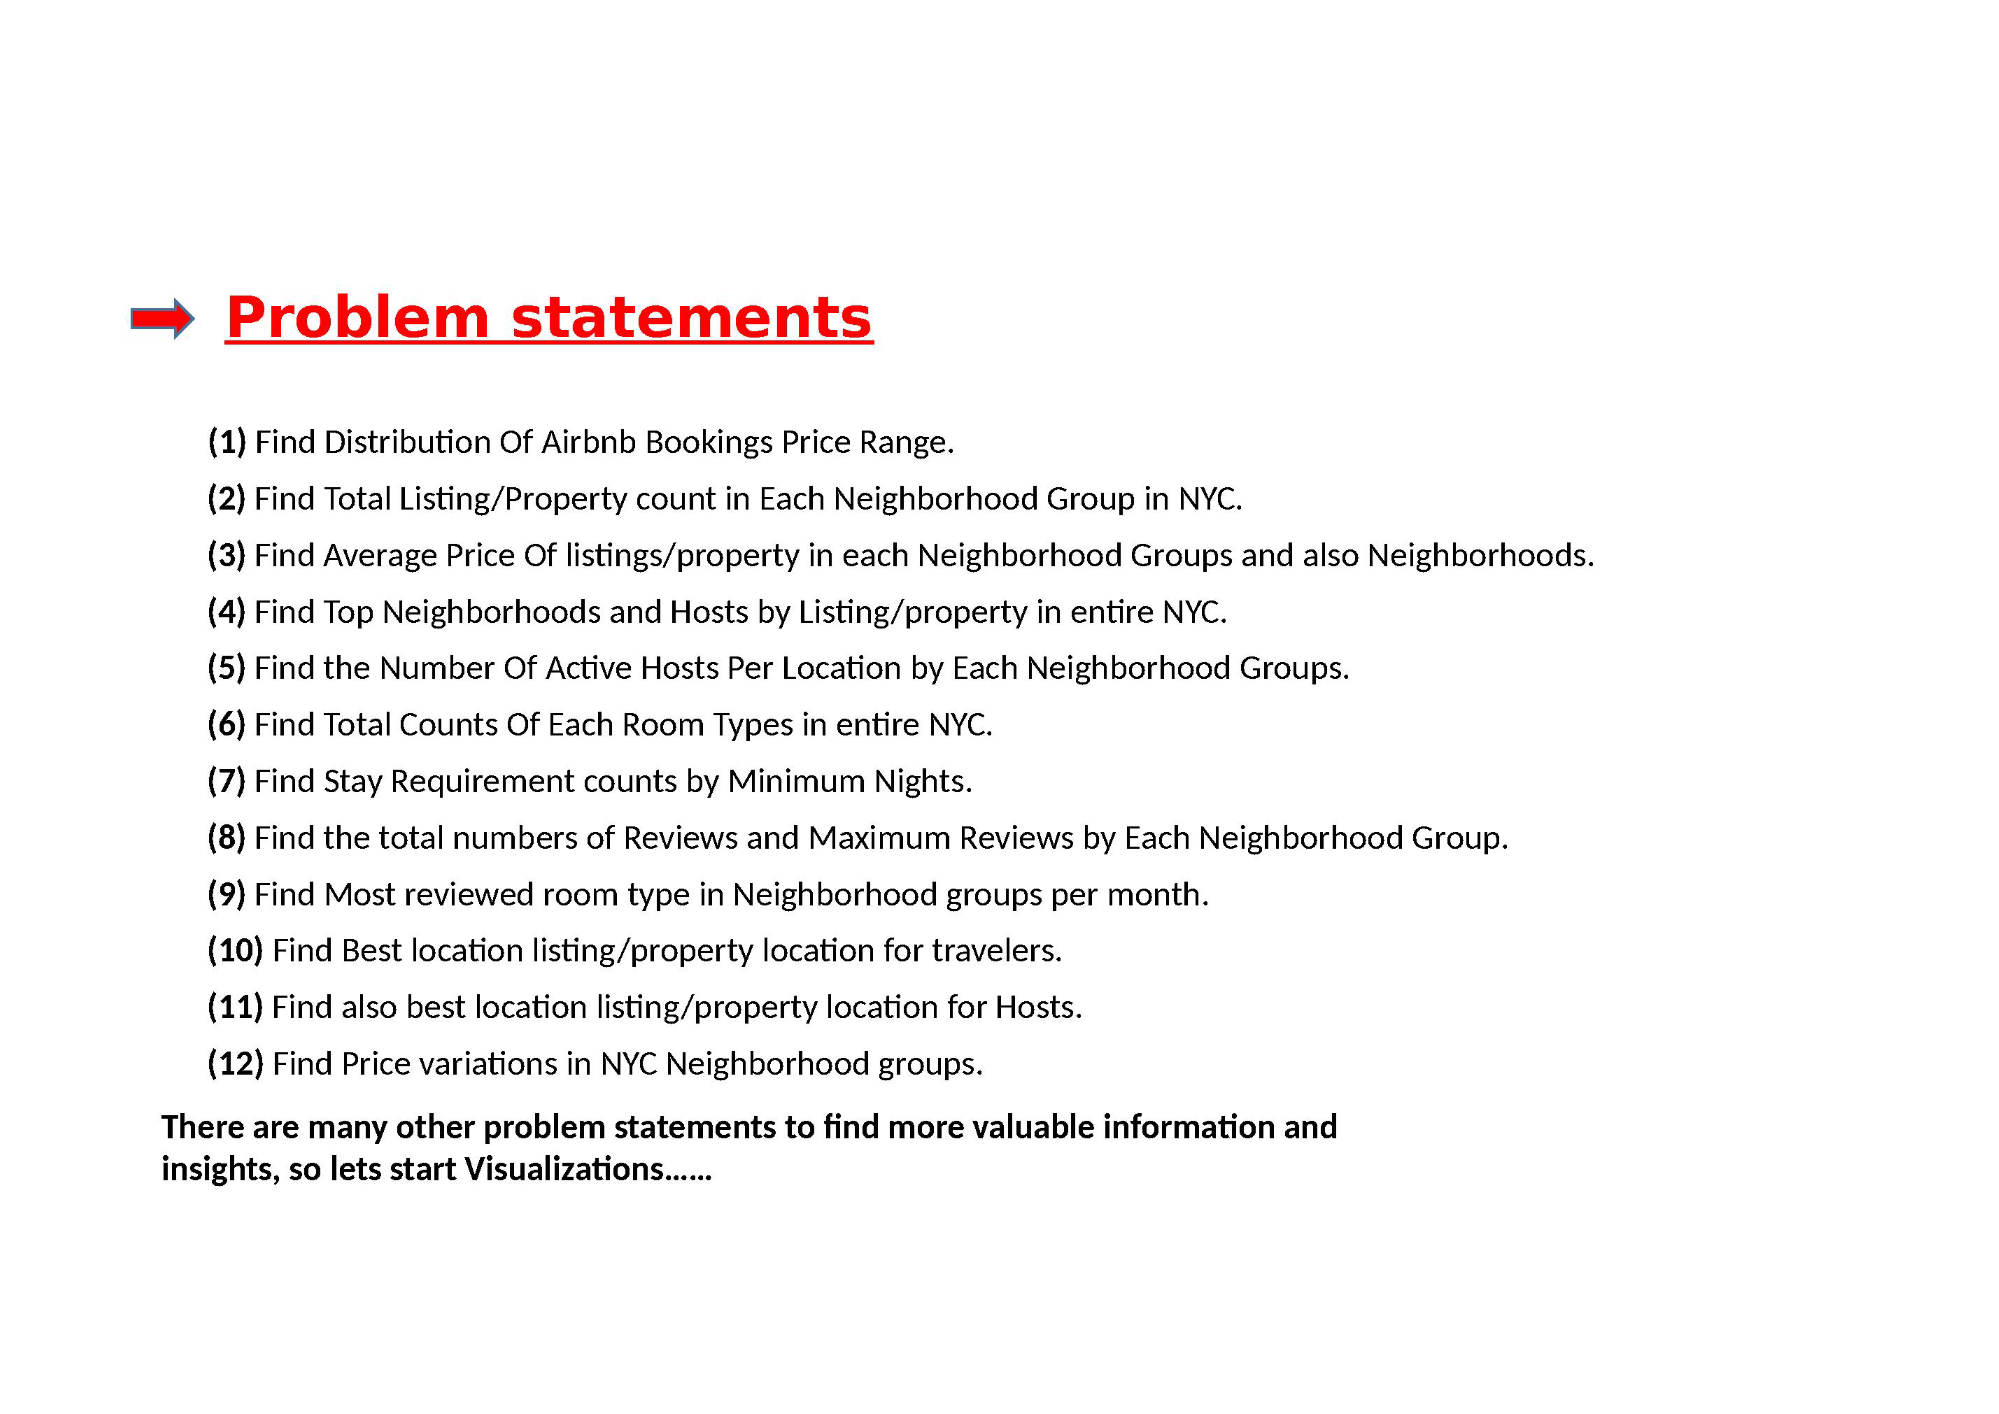 Problem statements
(1) Find Distribution Of Airbnb Bookings Price Range.
(2) Find Total Listing/Property count in Each Neighborhood Group in NYC.
(3) Find Average Price Of listings/property in each Neighborhood Groups and also Neighborhoods.
(4) Find Top Neighborhoods and Hosts by Listing/property in entire NYC.
(5) Find the Number Of Active Hosts Per Location by Each Neighborhood Groups.
(6) Find Total Counts Of Each Room Types in entire NYC.
(7) Find Stay Requirement counts by Minimum Nights.
(8) Find the total numbers of Reviews and Maximum Reviews by Each Neighborhood Group.
(9) Find Most reviewed room type in Neighborhood groups per month.
(10) Find Best location listing/property location for travelers.
(11) Find also best location listing/property location for Hosts.
(12) Find Price variations in NYC Neighborhood groups.
There are many other problem statements to find more valuable information and
insights, so lets start Visualizations......